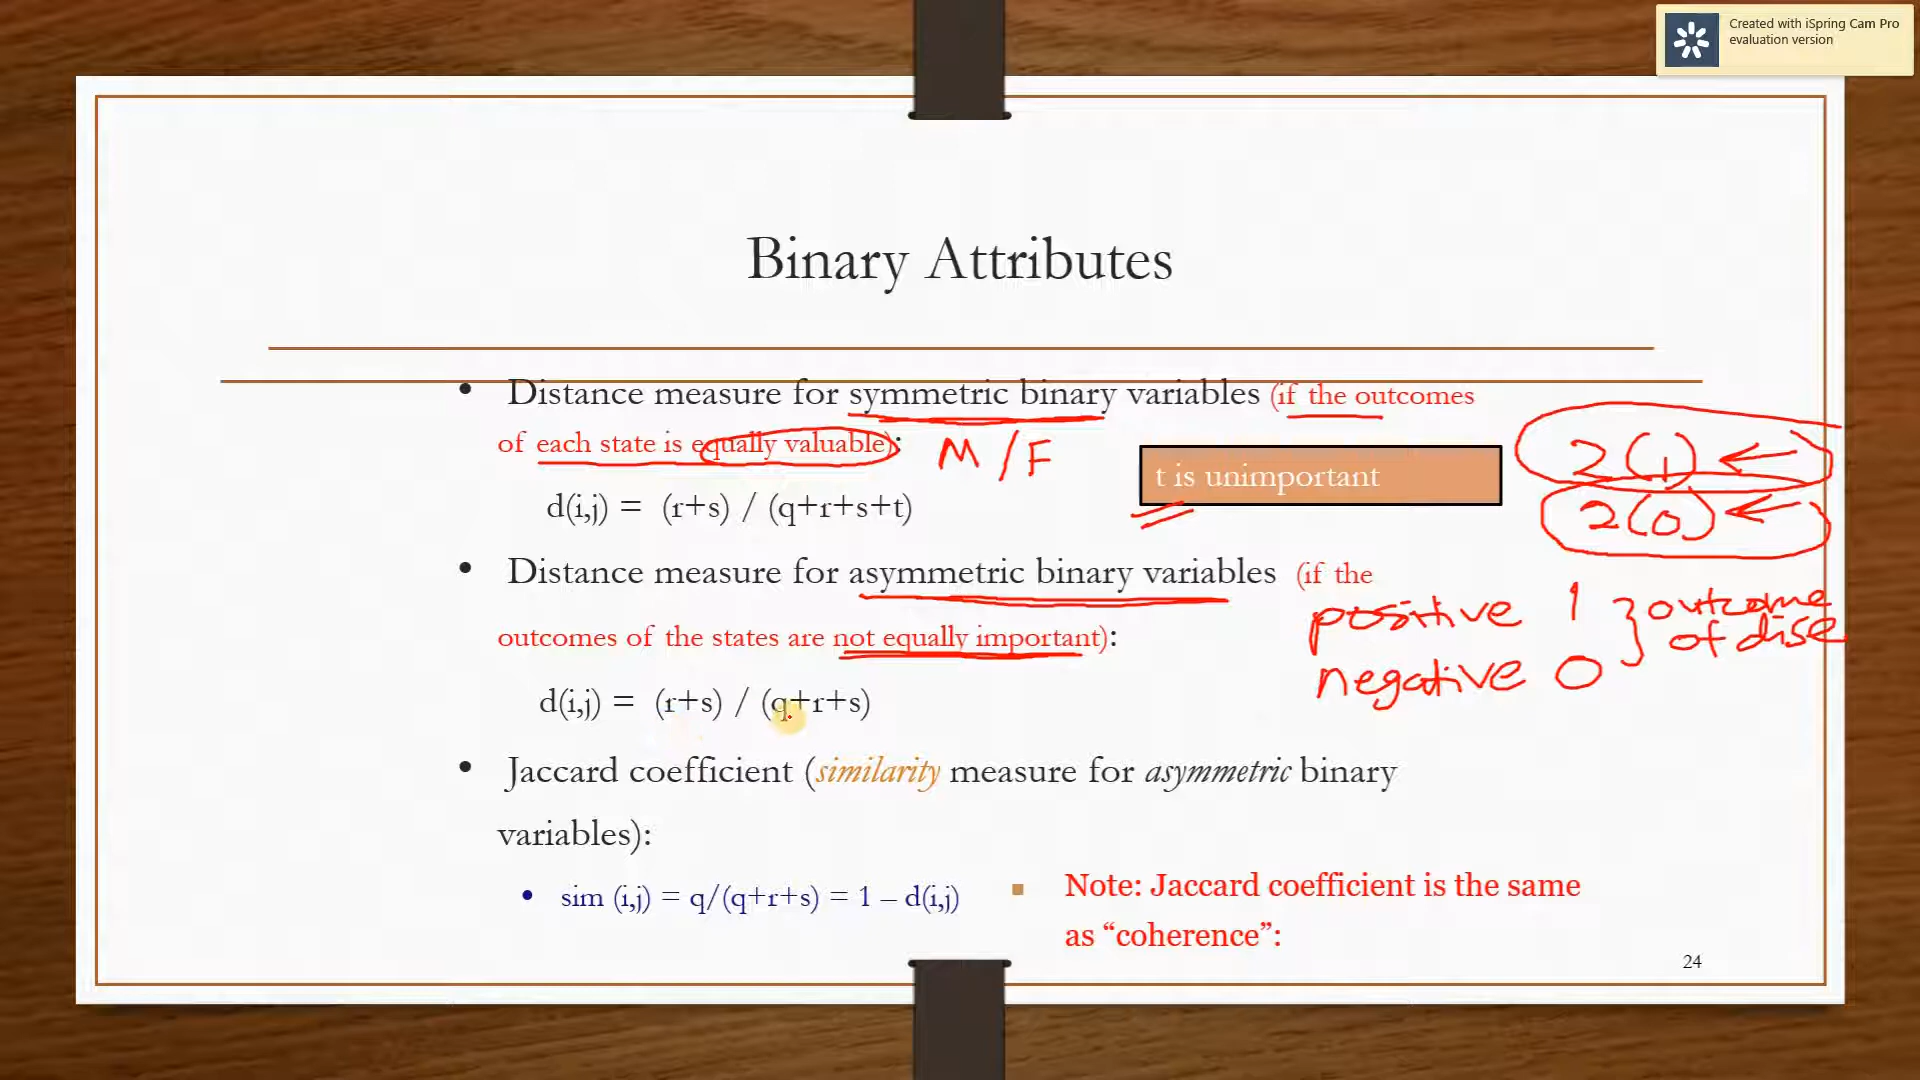 Created with iSpring Cam Pro
evaluation version
Binary Attributes
• Distance measure for symmetric binary variables (if the outcomes
of each state is equally valuable):
M/F
t is unimportant
2(1) ←
2(0) ←
d(i,j) = (r+s) / (q+r+s+t)
• Distance measure for asymmetric binary variables (if the
outcomes of the states are not equally important):
positive 1
negative 0
} outcome
of dise
d(i,j) = (r+s) / (q+r+s)
• Jaccard coefficient (similarity measure for asymmetric binary
variables):
• sim (i,j) = q/(q+r+s) = 1 – d(i,j)
Note: Jaccard coefficient is the same
as “coherence”:
24